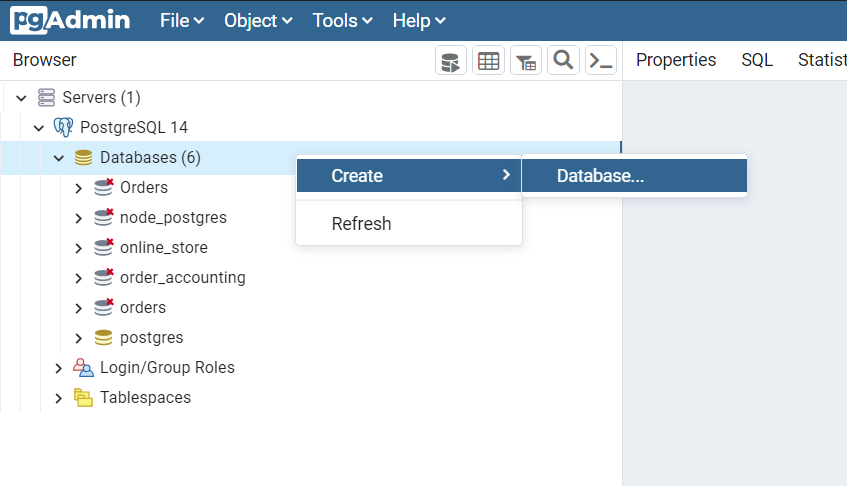 pgAdmin File Object Tools Help
Browser Properties SQL Statist
Servers (1)
PostgreSQL 14
Databases (6)
Create Database...
Orders
node_postgres
Refresh
online_store
order_accounting
orders
postgres
Login/Group Roles
Tablespaces